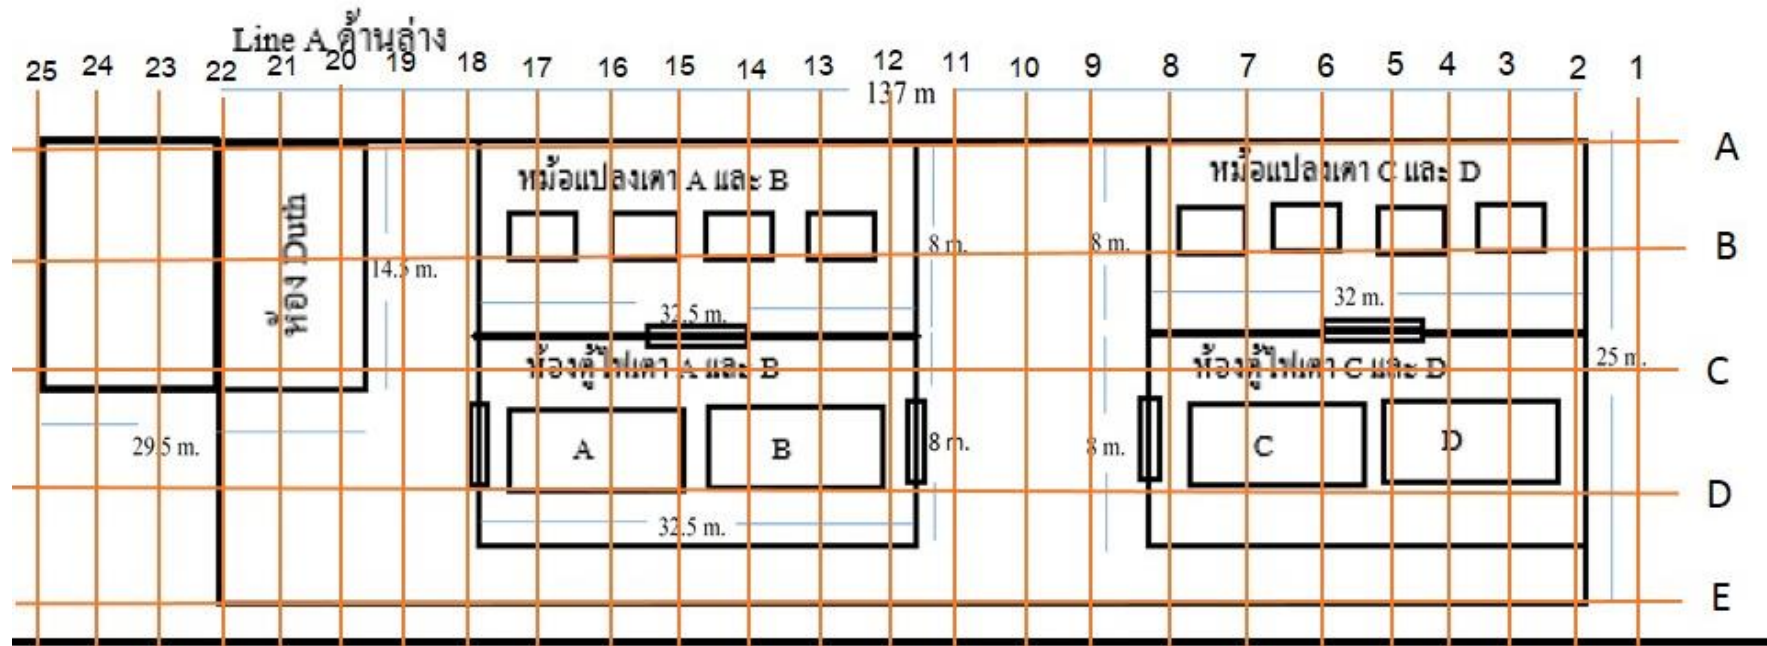 Line A ด้านล่าง
25 24 23 22 21 20 19 18 17 16 15 14 13 12 11 10 9 8 7 6 5 4 3 2 1
137 m
A
หม้อแปลงเตา A และ B
หม้อแปลงเตา C และ D
ห้อง Duth
8 m.
8 m.
B
14.5 m.
32.5 m.
32 m.
ห้องตู้ไฟเตา A และ B
ห้องตู้ไฟเตา C และ D
25 m.
C
29.5 m.
A
B
8 m.
8 m.
C
D
D
32.5 m.
E